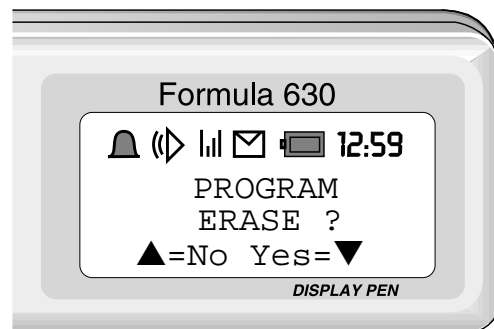 Formula 630
12:59
PROGRAM
ERASE ?
▲=No Yes=▼
DISPLAY PEN